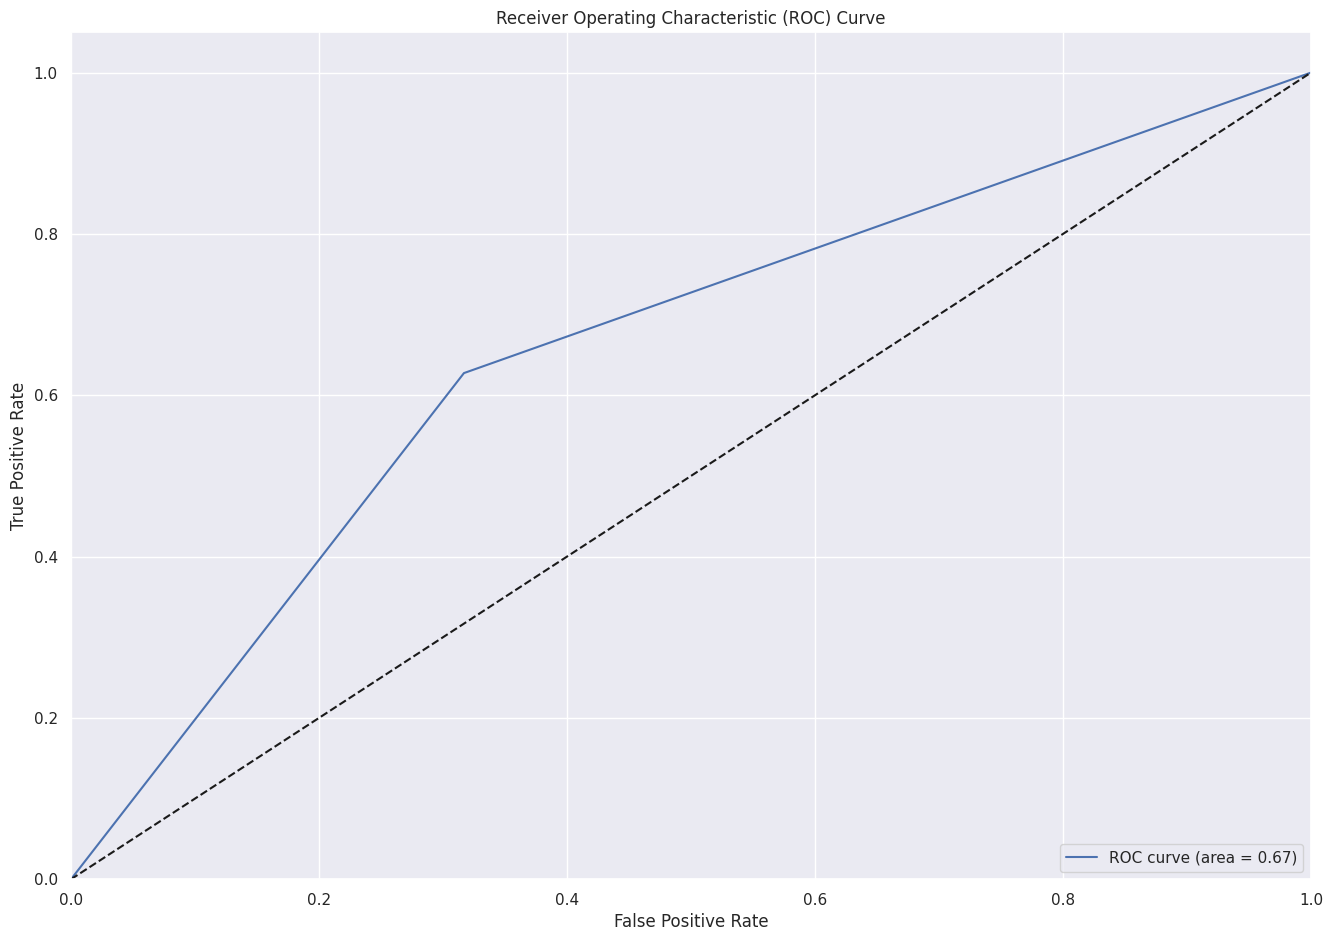 Receiver Operating Characteristic (ROC) Curve
1.0
0.8
0.6
0.4
0.2
0.0
True Positive Rate
ROC curve (area = 0.67)
0.0 0.2 0.4 0.6 0.8 1.0
False Positive Rate